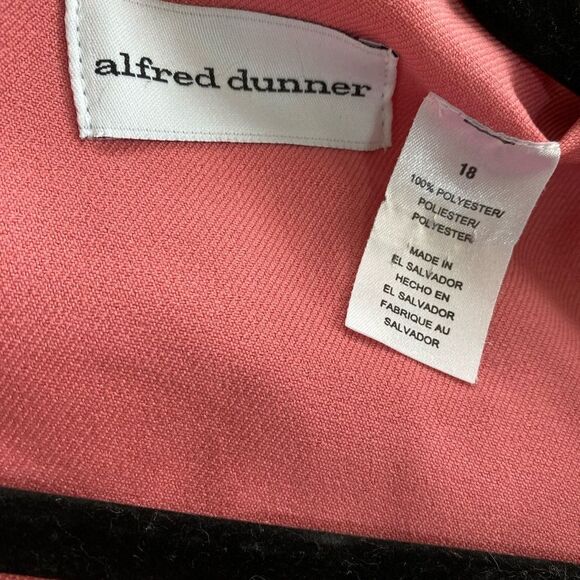 alfred dunner
18
100% POLYESTER/
POLIESTER/
POLYESTER
MADE IN
EL SALVADOR
HECHO EN
EL SALVADOR
FABRIQUE AU
SALVADOR